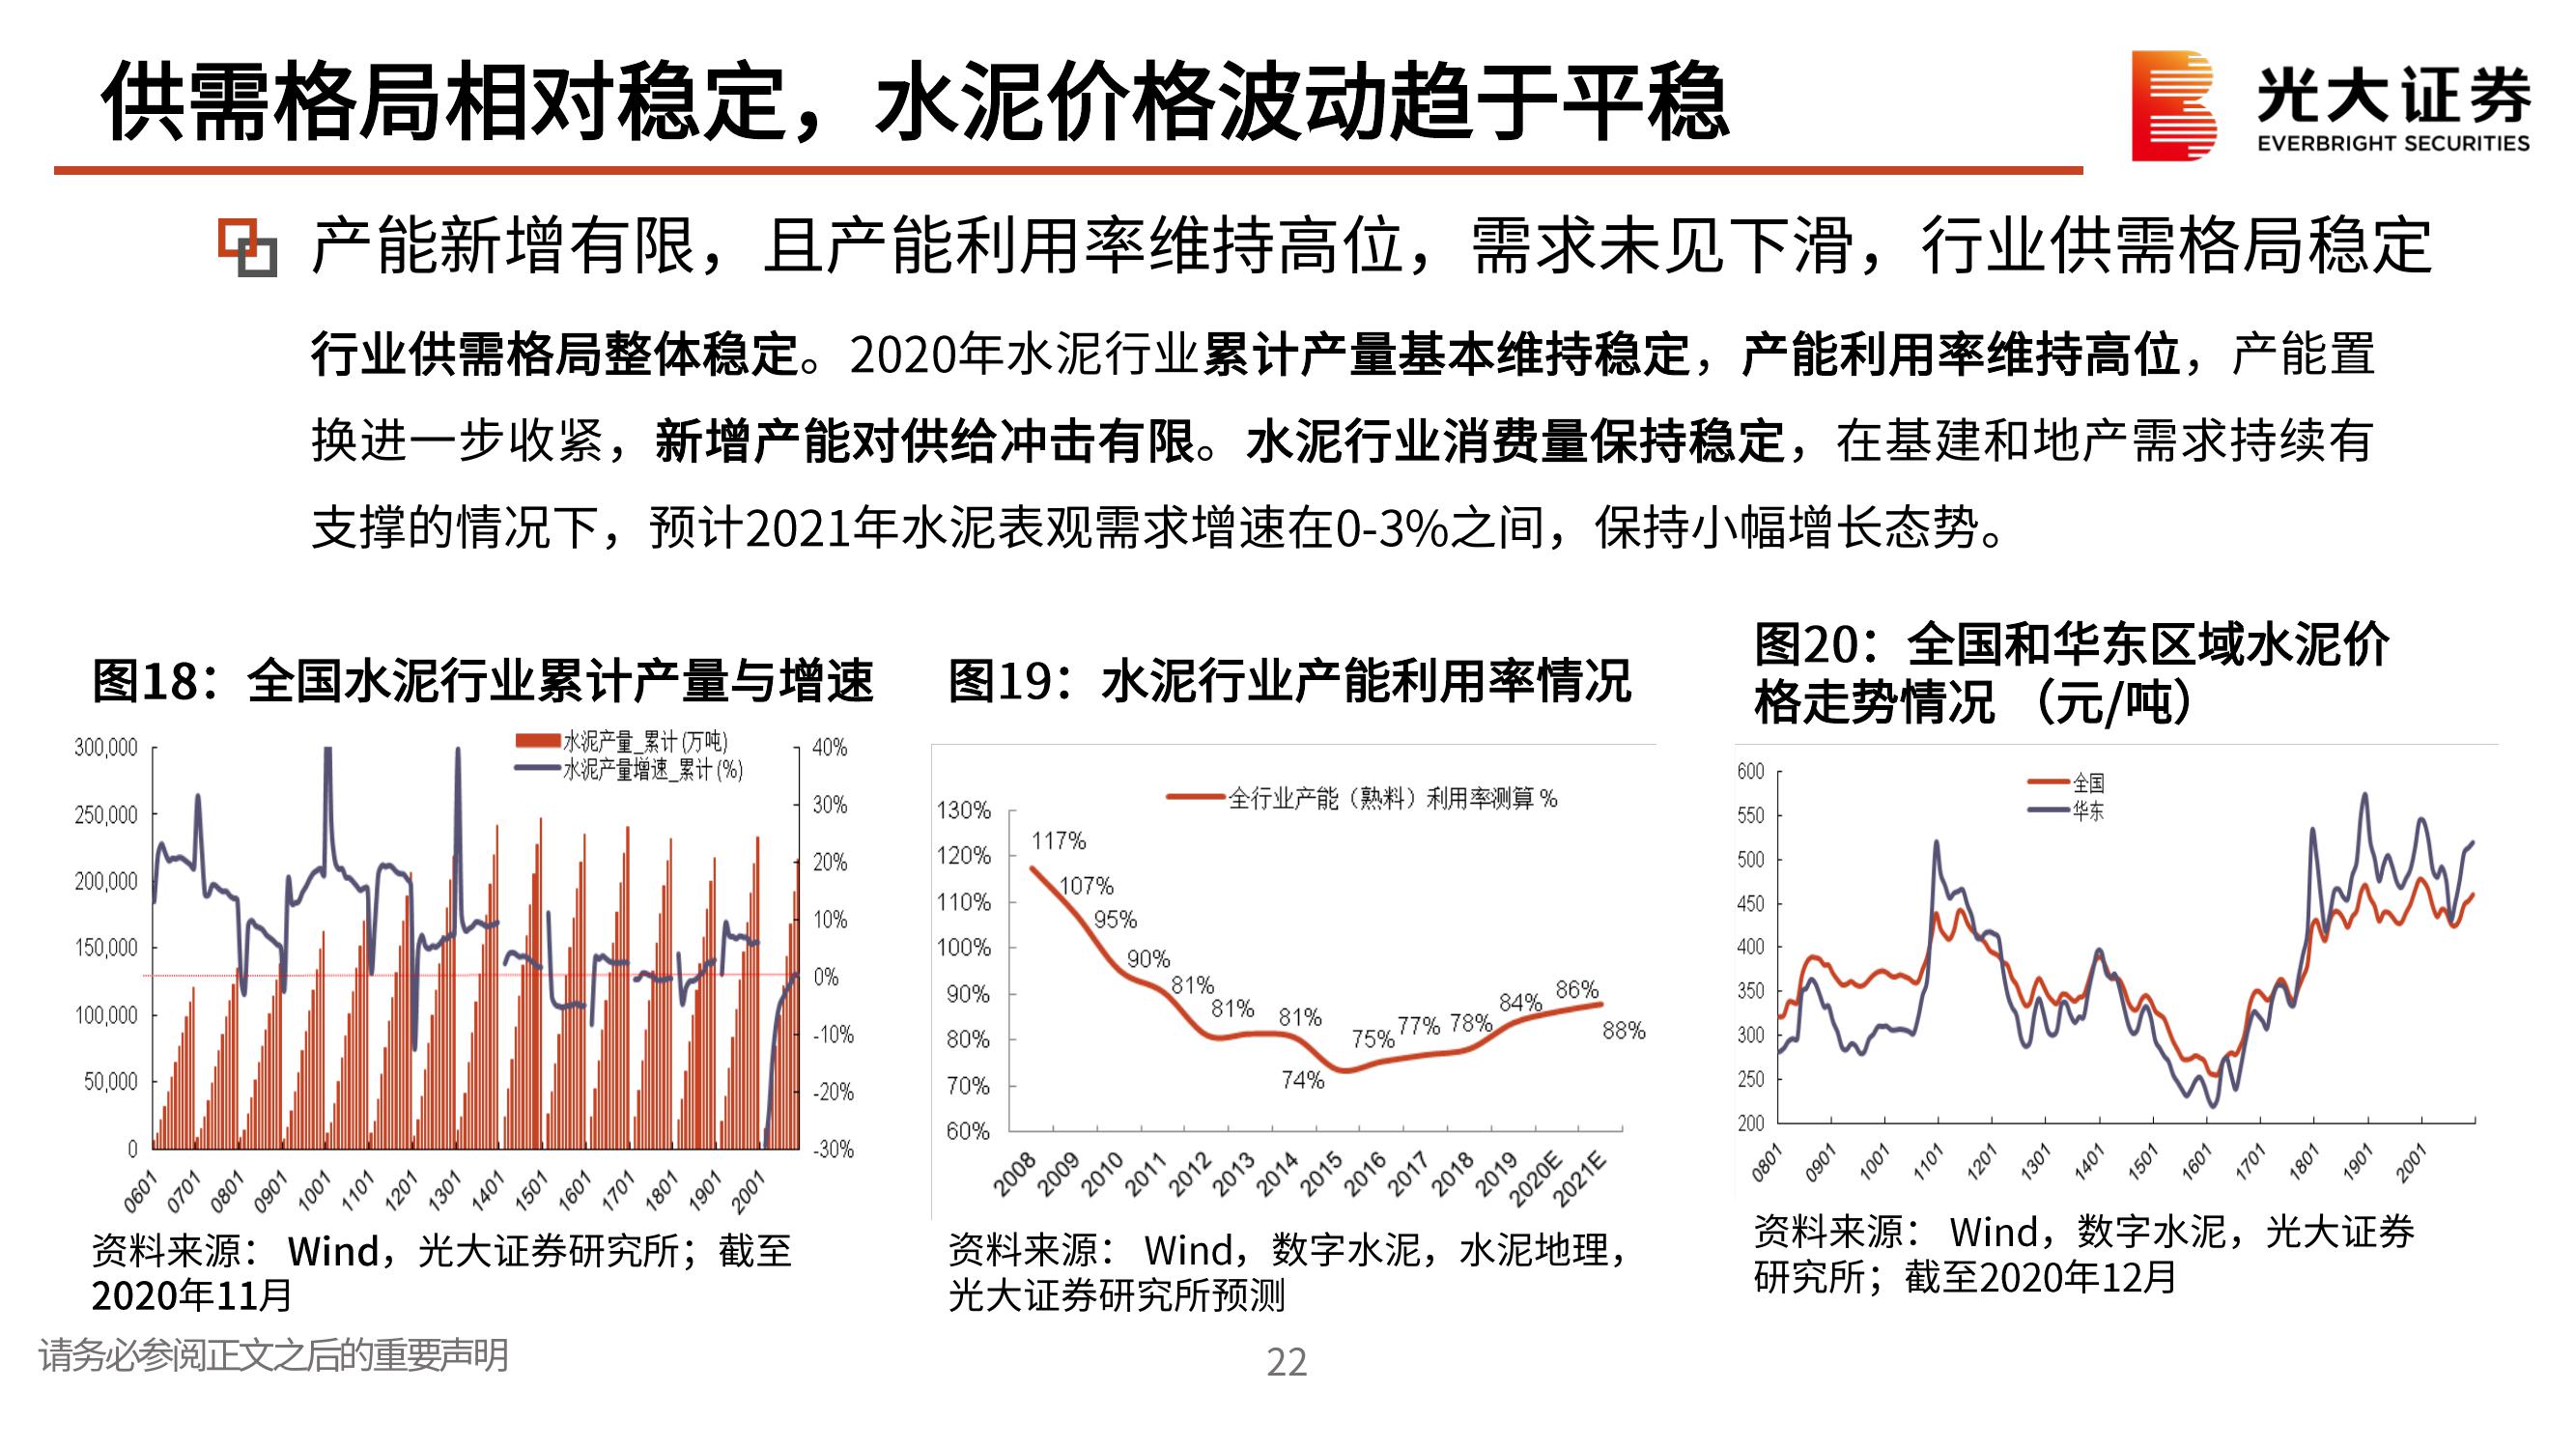 供需格局相对稳定，水泥价格波动趋于平稳
光大证券
EVERBRIGHT SECURITIES
产能新增有限，且产能利用率维持高位，需求未见下滑，行业供需格局稳定
行业供需格局整体稳定。2020年水泥行业累计产量基本维持稳定，产能利用率维持高位，产能置
换进一步收紧，新增产能对供给冲击有限。水泥行业消费量保持稳定，在基建和地产需求持续有
支撑的情况下，预计2021年水泥表观需求增速在0-3%之间，保持小幅增长态势。
图18：全国水泥行业累计产量与增速
水泥产量_累计(万吨)
水泥产量增速_累计(%)
300,000
250,000
200,000
150,000
100,000
50,000
0
40%
30%
20%
10%
0%
-10%
-20%
-30%
0601 0701 0801 0901 1001 1101 1201 1301 1401 1501 1601 1701 1801 1901 2001
资料来源： Wind，光大证券研究所；截至
2020年11月
图19：水泥行业产能利用率情况
全行业产能（熟料）利用率测算 %
130%
120%
110%
100%
90%
80%
70%
60%
117%
107%
95%
90%
81%
81%
81%
74%
75%
77%
78%
84%
86%
88%
2008 2009 2010 2011 2012 2013 2014 2015 2016 2017 2018 2019 2020E 2021E
资料来源： Wind，数字水泥，水泥地理，
光大证券研究所预测
图20：全国和华东区域水泥价
格走势情况 （元/吨）
全国
华东
600
550
500
450
400
350
300
250
200
0801 0901 1001 1101 1201 1301 1401 1501 1601 1701 1801 1901 2001
资料来源： Wind，数字水泥，光大证券
研究所；截至2020年12月
请务必参阅正文之后的重要声明
22